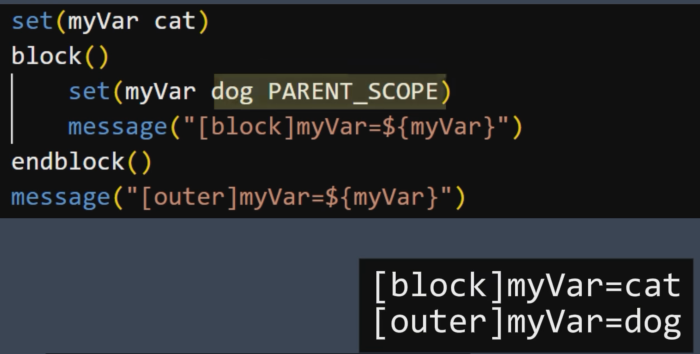 set(myVar cat)
block()
set(myVar dog PARENT_SCOPE)
message("[block]myVar=${myVar}")
endblock()
message("[outer]myVar=${myVar}")
[block]myVar=cat
[outer]myVar=dog